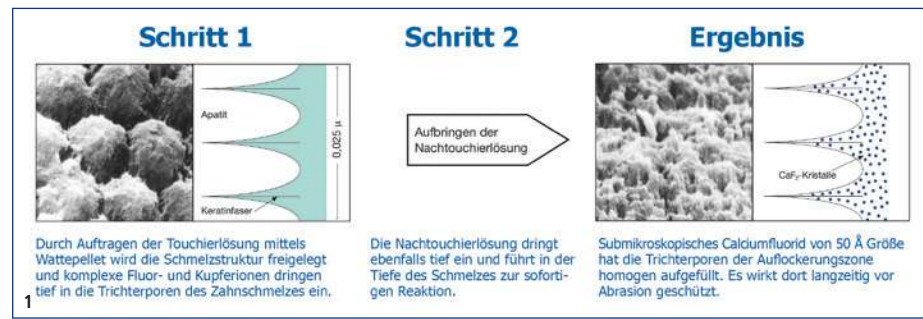 Schritt 1
Schritt 2
Ergebnis
Apatit
Keratinfaser
0,025 µ
Aufbringen der
Nachtouchierlösung
CaF₂-Kristalle
Durch Auftragen der Touchierlösung mittels
Wattepellet wird die Schmelzstruktur freigelegt
und komplexe Fluor- und Kupferionen dringen
tief in die Trichterporen des Zahnschmelzes ein.
Die Nachtouchierlösung dringt
ebenfalls tief ein und führt in der
Tiefe des Schmelzes zur soforti-
gen Reaktion.
Submikroskopisches Calciumfluorid von 50 Å Größe
hat die Trichterporen der Auflockerungszone
homogen aufgefüllt. Es wirkt dort langzeitig vor
Abrasion geschützt.
1